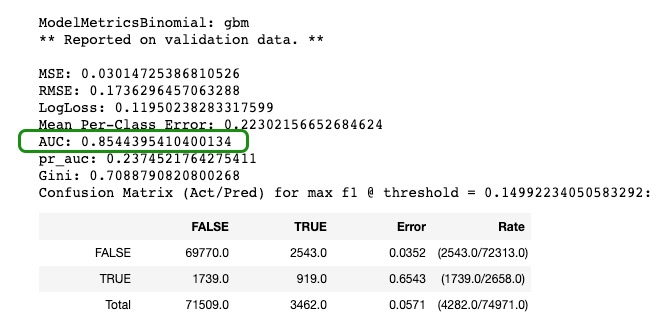 ModelMetricsBinomial: gbm
** Reported on validation data. **
MSE: 0.03014725386810526
RMSE: 0.1736296457063288
LogLoss: 0.11950238283317599
Mean Per-Class Error: 0.22302156652684624
AUC: 0.8544395410400134
pr_auc: 0.2374521764275411
Gini: 0.7088790820800268
Confusion Matrix (Act/Pred) for max f1 @ threshold = 0.14992234050583292:
FALSE TRUE Error Rate
FALSE 69770.0 2543.0 0.0352 (2543.0/72313.0)
TRUE 1739.0 919.0 0.6543 (1739.0/2658.0)
Total 71509.0 3462.0 0.0571 (4282.0/74971.0)